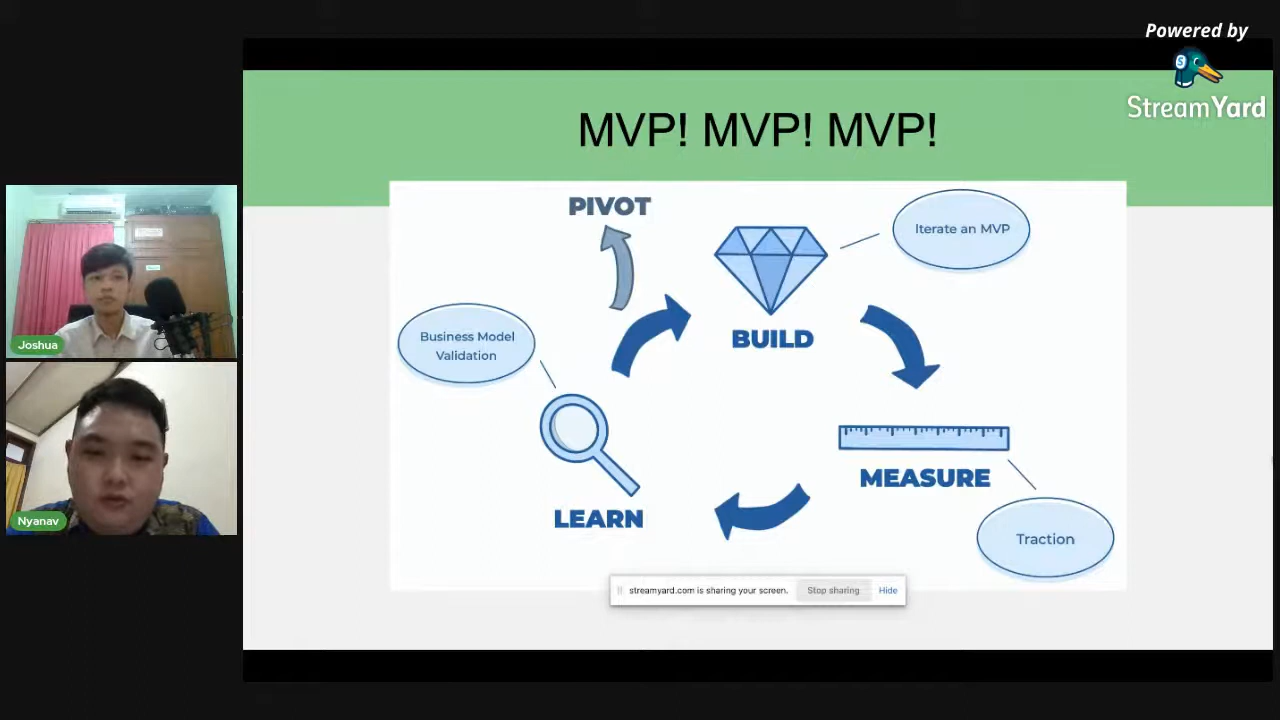 Powered by
StreamYard
MVP! MVP! MVP!
PIVOT
Iterate an MVP
Business Model
Validation
BUILD
MEASURE
LEARN
Traction
streamyard.com is sharing your screen.
Stop sharing
Hide
Joshua
Nyanav